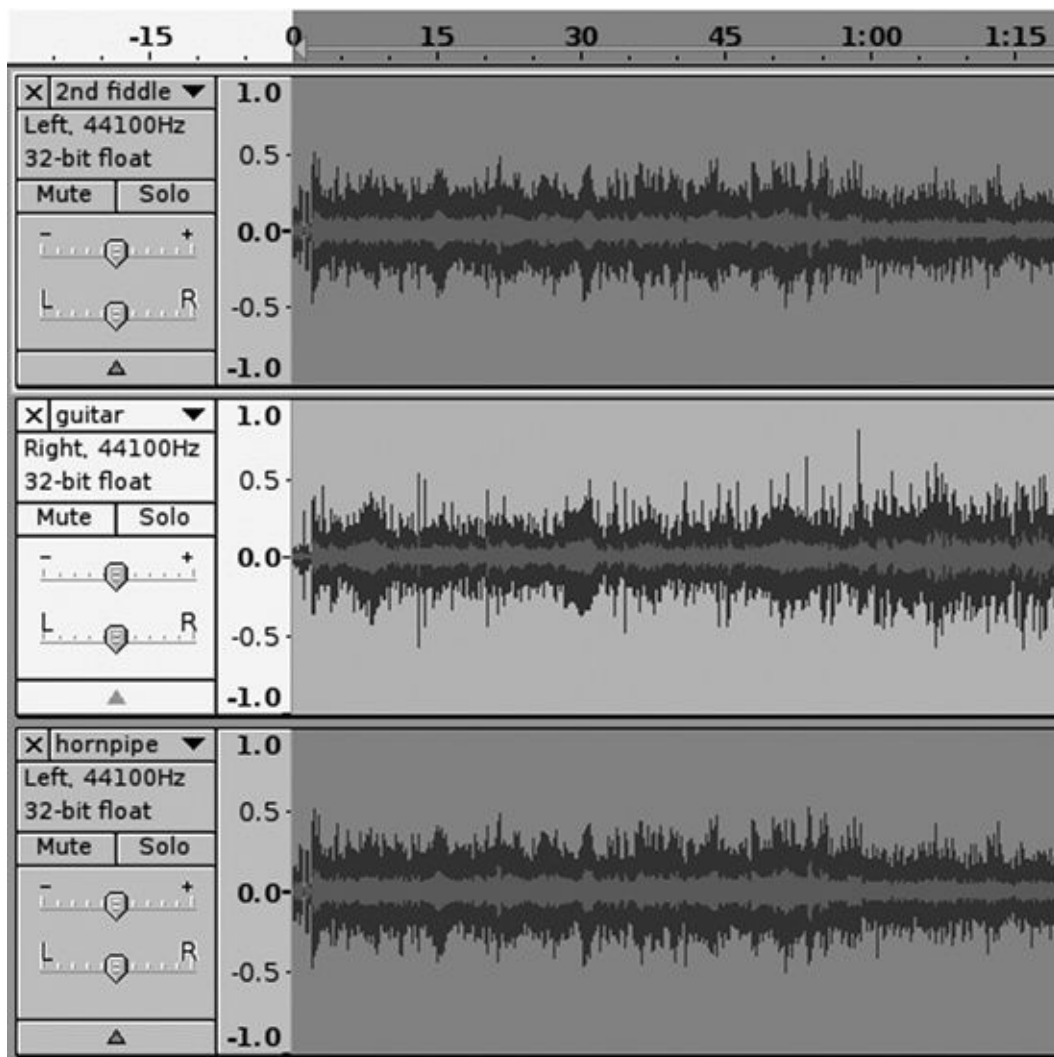 -15 0 15 30 45 1:00 1:15
X 2nd fiddle
Left, 44100Hz
32-bit float
Mute Solo
- +
L R
1.0
0.5
0.0
-0.5
-1.0
X guitar
Right, 44100Hz
32-bit float
Mute Solo
- +
L R
1.0
0.5
0.0
-0.5
-1.0
X hornpipe
Left, 44100Hz
32-bit float
Mute Solo
- +
L R
1.0
0.5
0.0
-0.5
-1.0